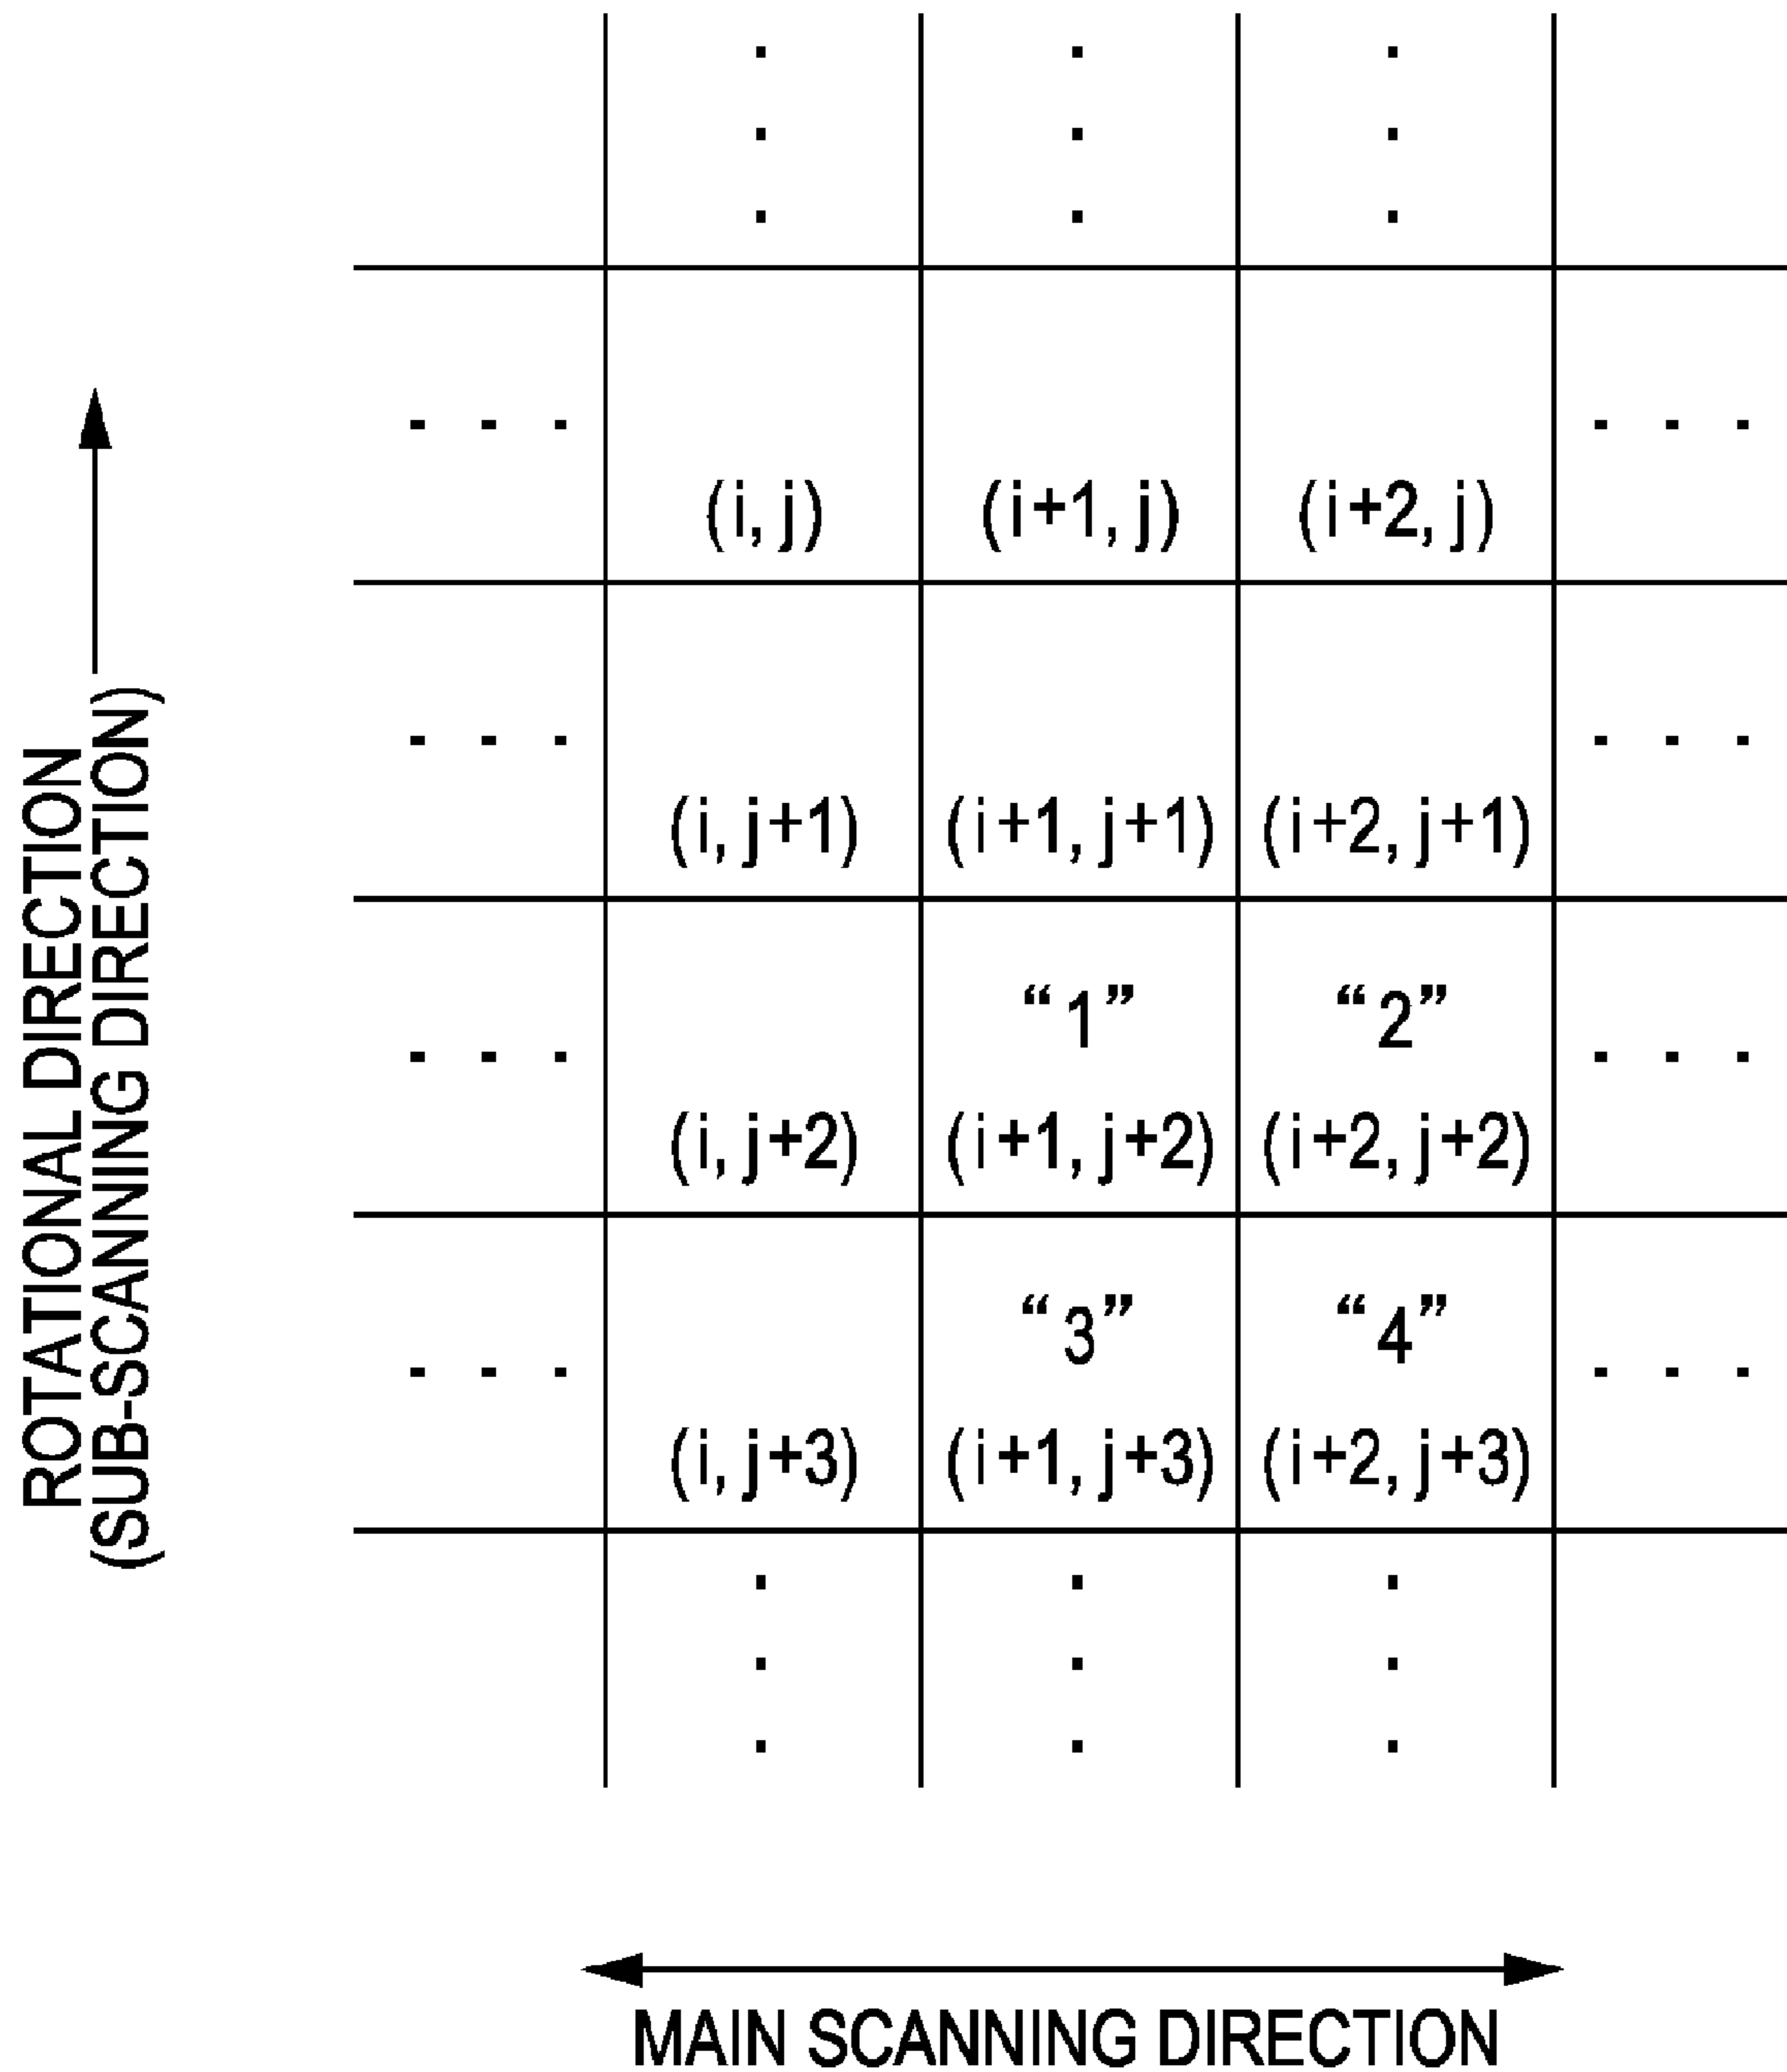 (i, j) (i+1, j) (i+2, j)
(i, j+1) (i+1, j+1) (i+2, j+1)
“1” “2”
(i, j+2) (i+1, j+2) (i+2, j+2)
“3” “4”
(i, j+3) (i+1, j+3) (i+2, j+3)
ROTATIONAL DIRECTION
(SUB-SCANNING DIRECTION)
MAIN SCANNING DIRECTION